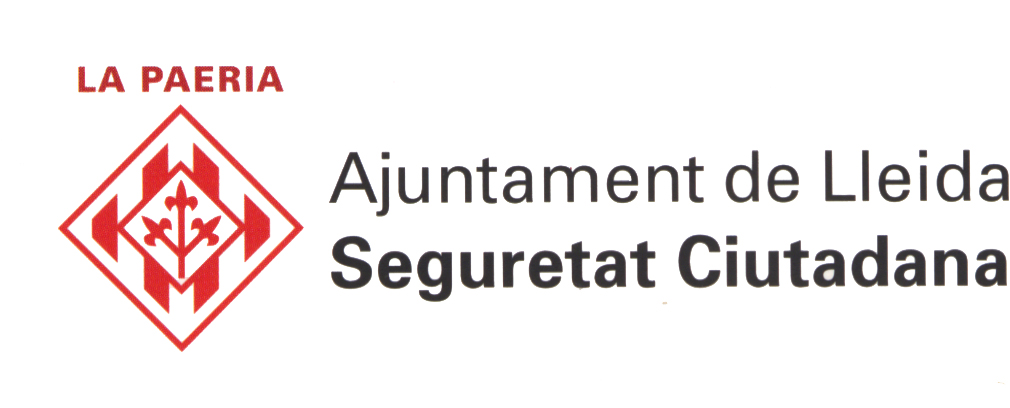 LA PAERIA
Ajuntament de Lleida
Seguretat Ciutadana